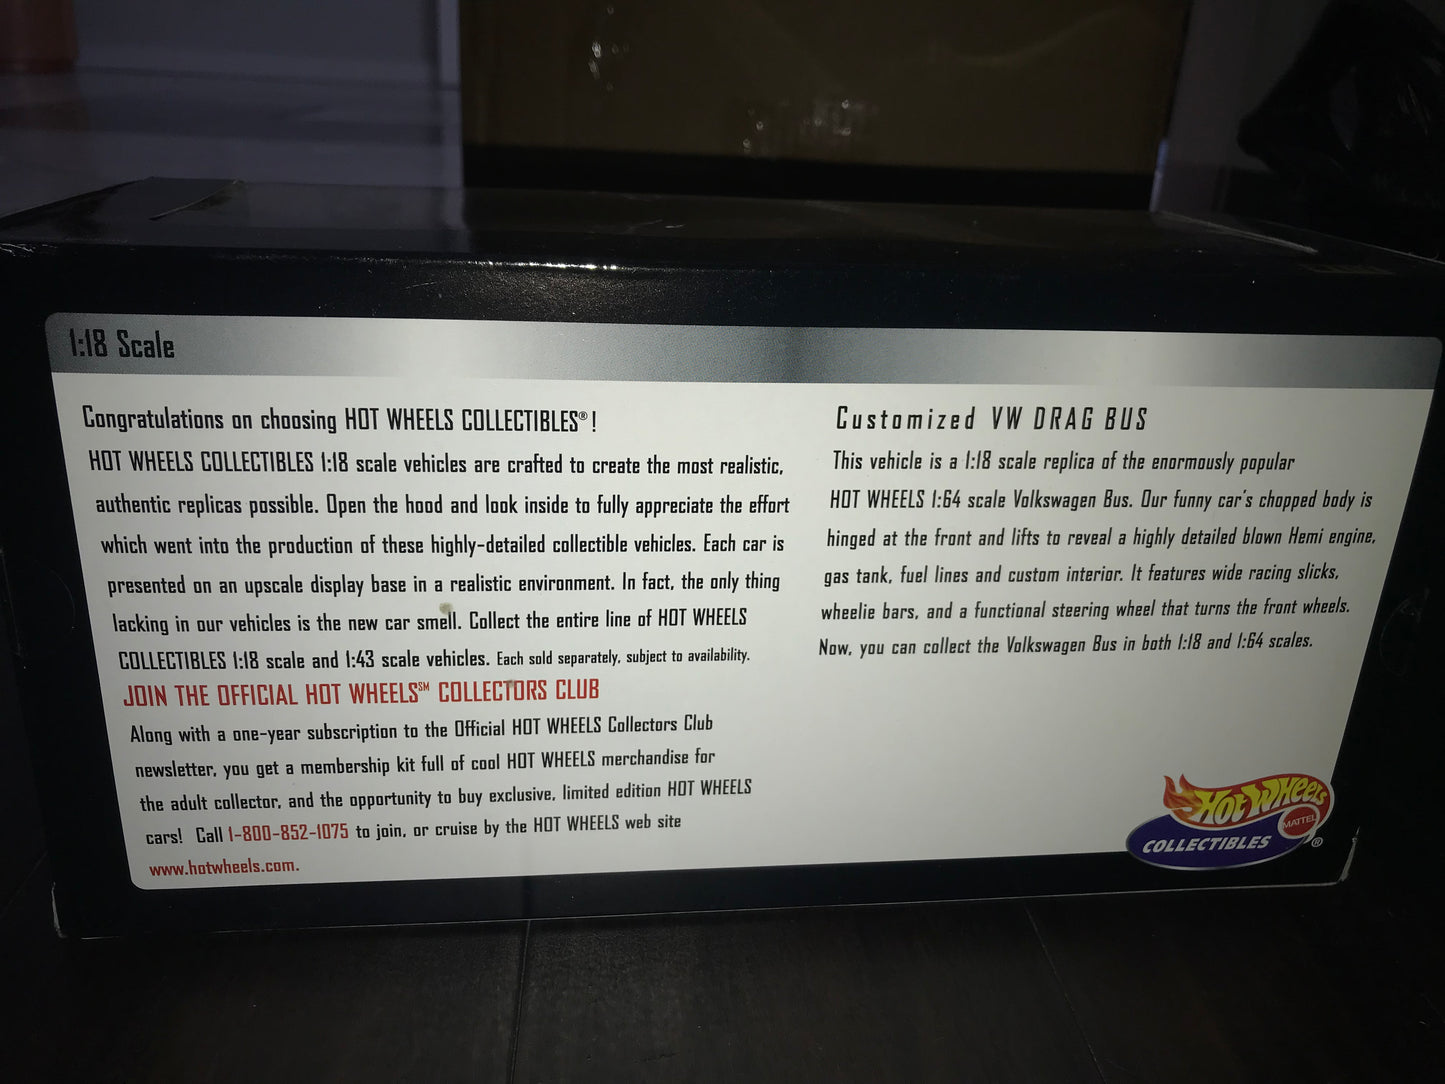 1:18 Scale
Congratulations on choosing HOT WHEELS COLLECTIBLES®!
HOT WHEELS COLLECTIBLES 1:18 scale vehicles are crafted to create the most realistic,
authentic replicas possible. Open the hood and look inside to fully appreciate the effort
which went into the production of these highly-detailed collectible vehicles. Each car is
presented on an upscale display base in a realistic environment. In fact, the only thing
lacking in our vehicles is the new car smell. Collect the entire line of HOT WHEELS
COLLECTIBLES 1:18 scale and 1:43 scale vehicles. Each sold separately, subject to availability.
JOIN THE OFFICIAL HOT WHEELS℠ COLLECTORS CLUB
Along with a one-year subscription to the Official HOT WHEELS Collectors Club
newsletter, you get a membership kit full of cool HOT WHEELS merchandise for
the adult collector, and the opportunity to buy exclusive, limited edition HOT WHEELS
cars! Call 1-800-852-1075 to join, or cruise by the HOT WHEELS web site
www.hotwheels.com.
Customized VW DRAG BUS
This vehicle is a 1:18 scale replica of the enormously popular
HOT WHEELS 1:64 scale Volkswagen Bus. Our funny car's chopped body is
hinged at the front and lifts to reveal a highly detailed blown Hemi engine,
gas tank, fuel lines and custom interior. It features wide racing slicks,
wheelie bars, and a functional steering wheel that turns the front wheels.
Now, you can collect the Volkswagen Bus in both 1:18 and 1:64 scales.
Hot Wheels
MATTEL
COLLECTIBLES ®